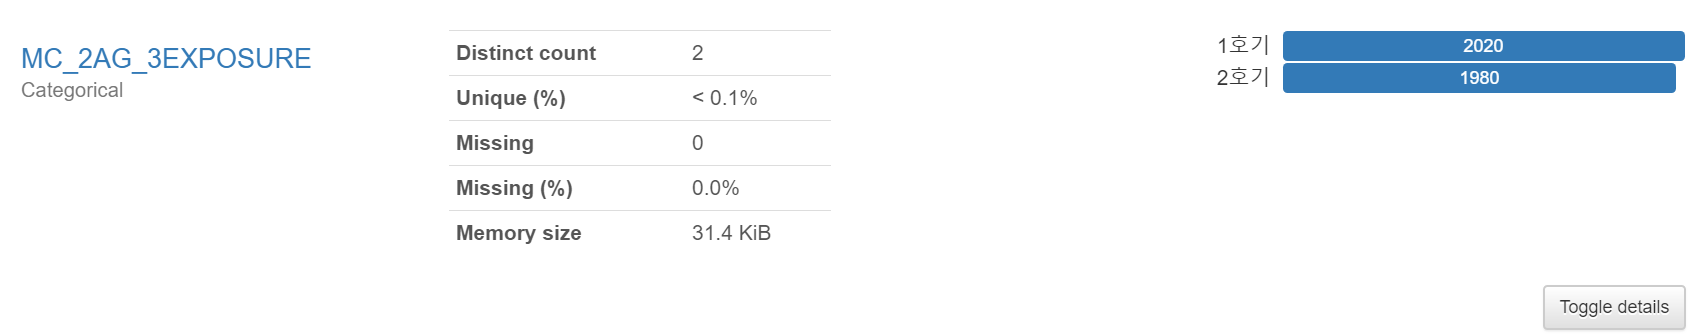 MC_2AG_3EXPOSURE
Categorical
Distinct count 2
Unique (%) < 0.1%
Missing 0
Missing (%) 0.0%
Memory size 31.4 KiB
1호기 2020
2호기 1980
Toggle details